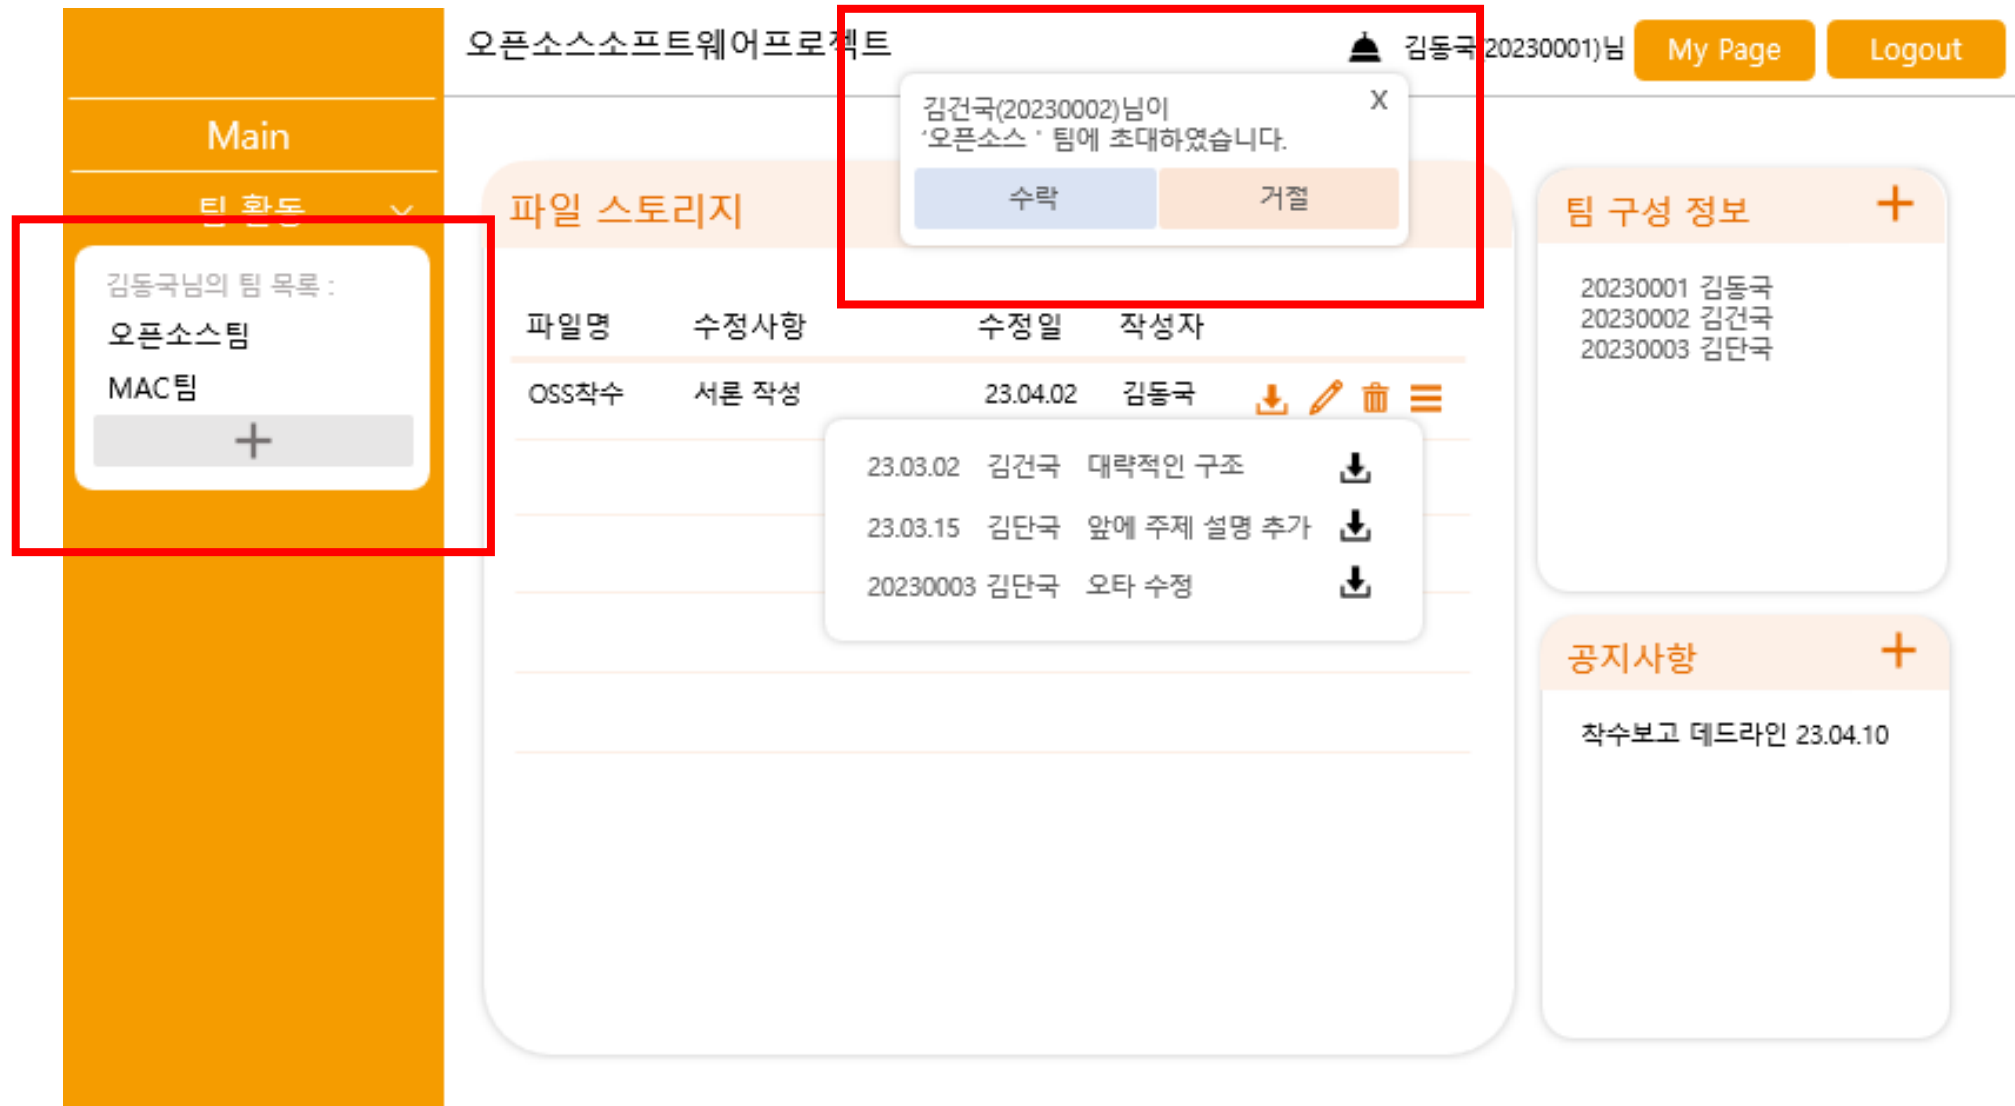 오픈소스소프트웨어프로젝트
김동국(20230001)님
My Page
Logout
Main
팀 활동
김동국님의 팀 목록 :
오픈소스팀
MAC팀
김건국(20230002)님이
‘오픈소스 ' 팀에 초대하였습니다.
X
수락
거절
파일 스토리지
파일명 수정사항 수정일 작성자
OSS착수 서론 작성 23.04.02 김동국
23.03.02 김건국 대략적인 구조
23.03.15 김단국 앞에 주제 설명 추가
20230003 김단국 오타 수정
팀 구성 정보
20230001 김동국
20230002 김건국
20230003 김단국
공지사항
착수보고 데드라인 23.04.10